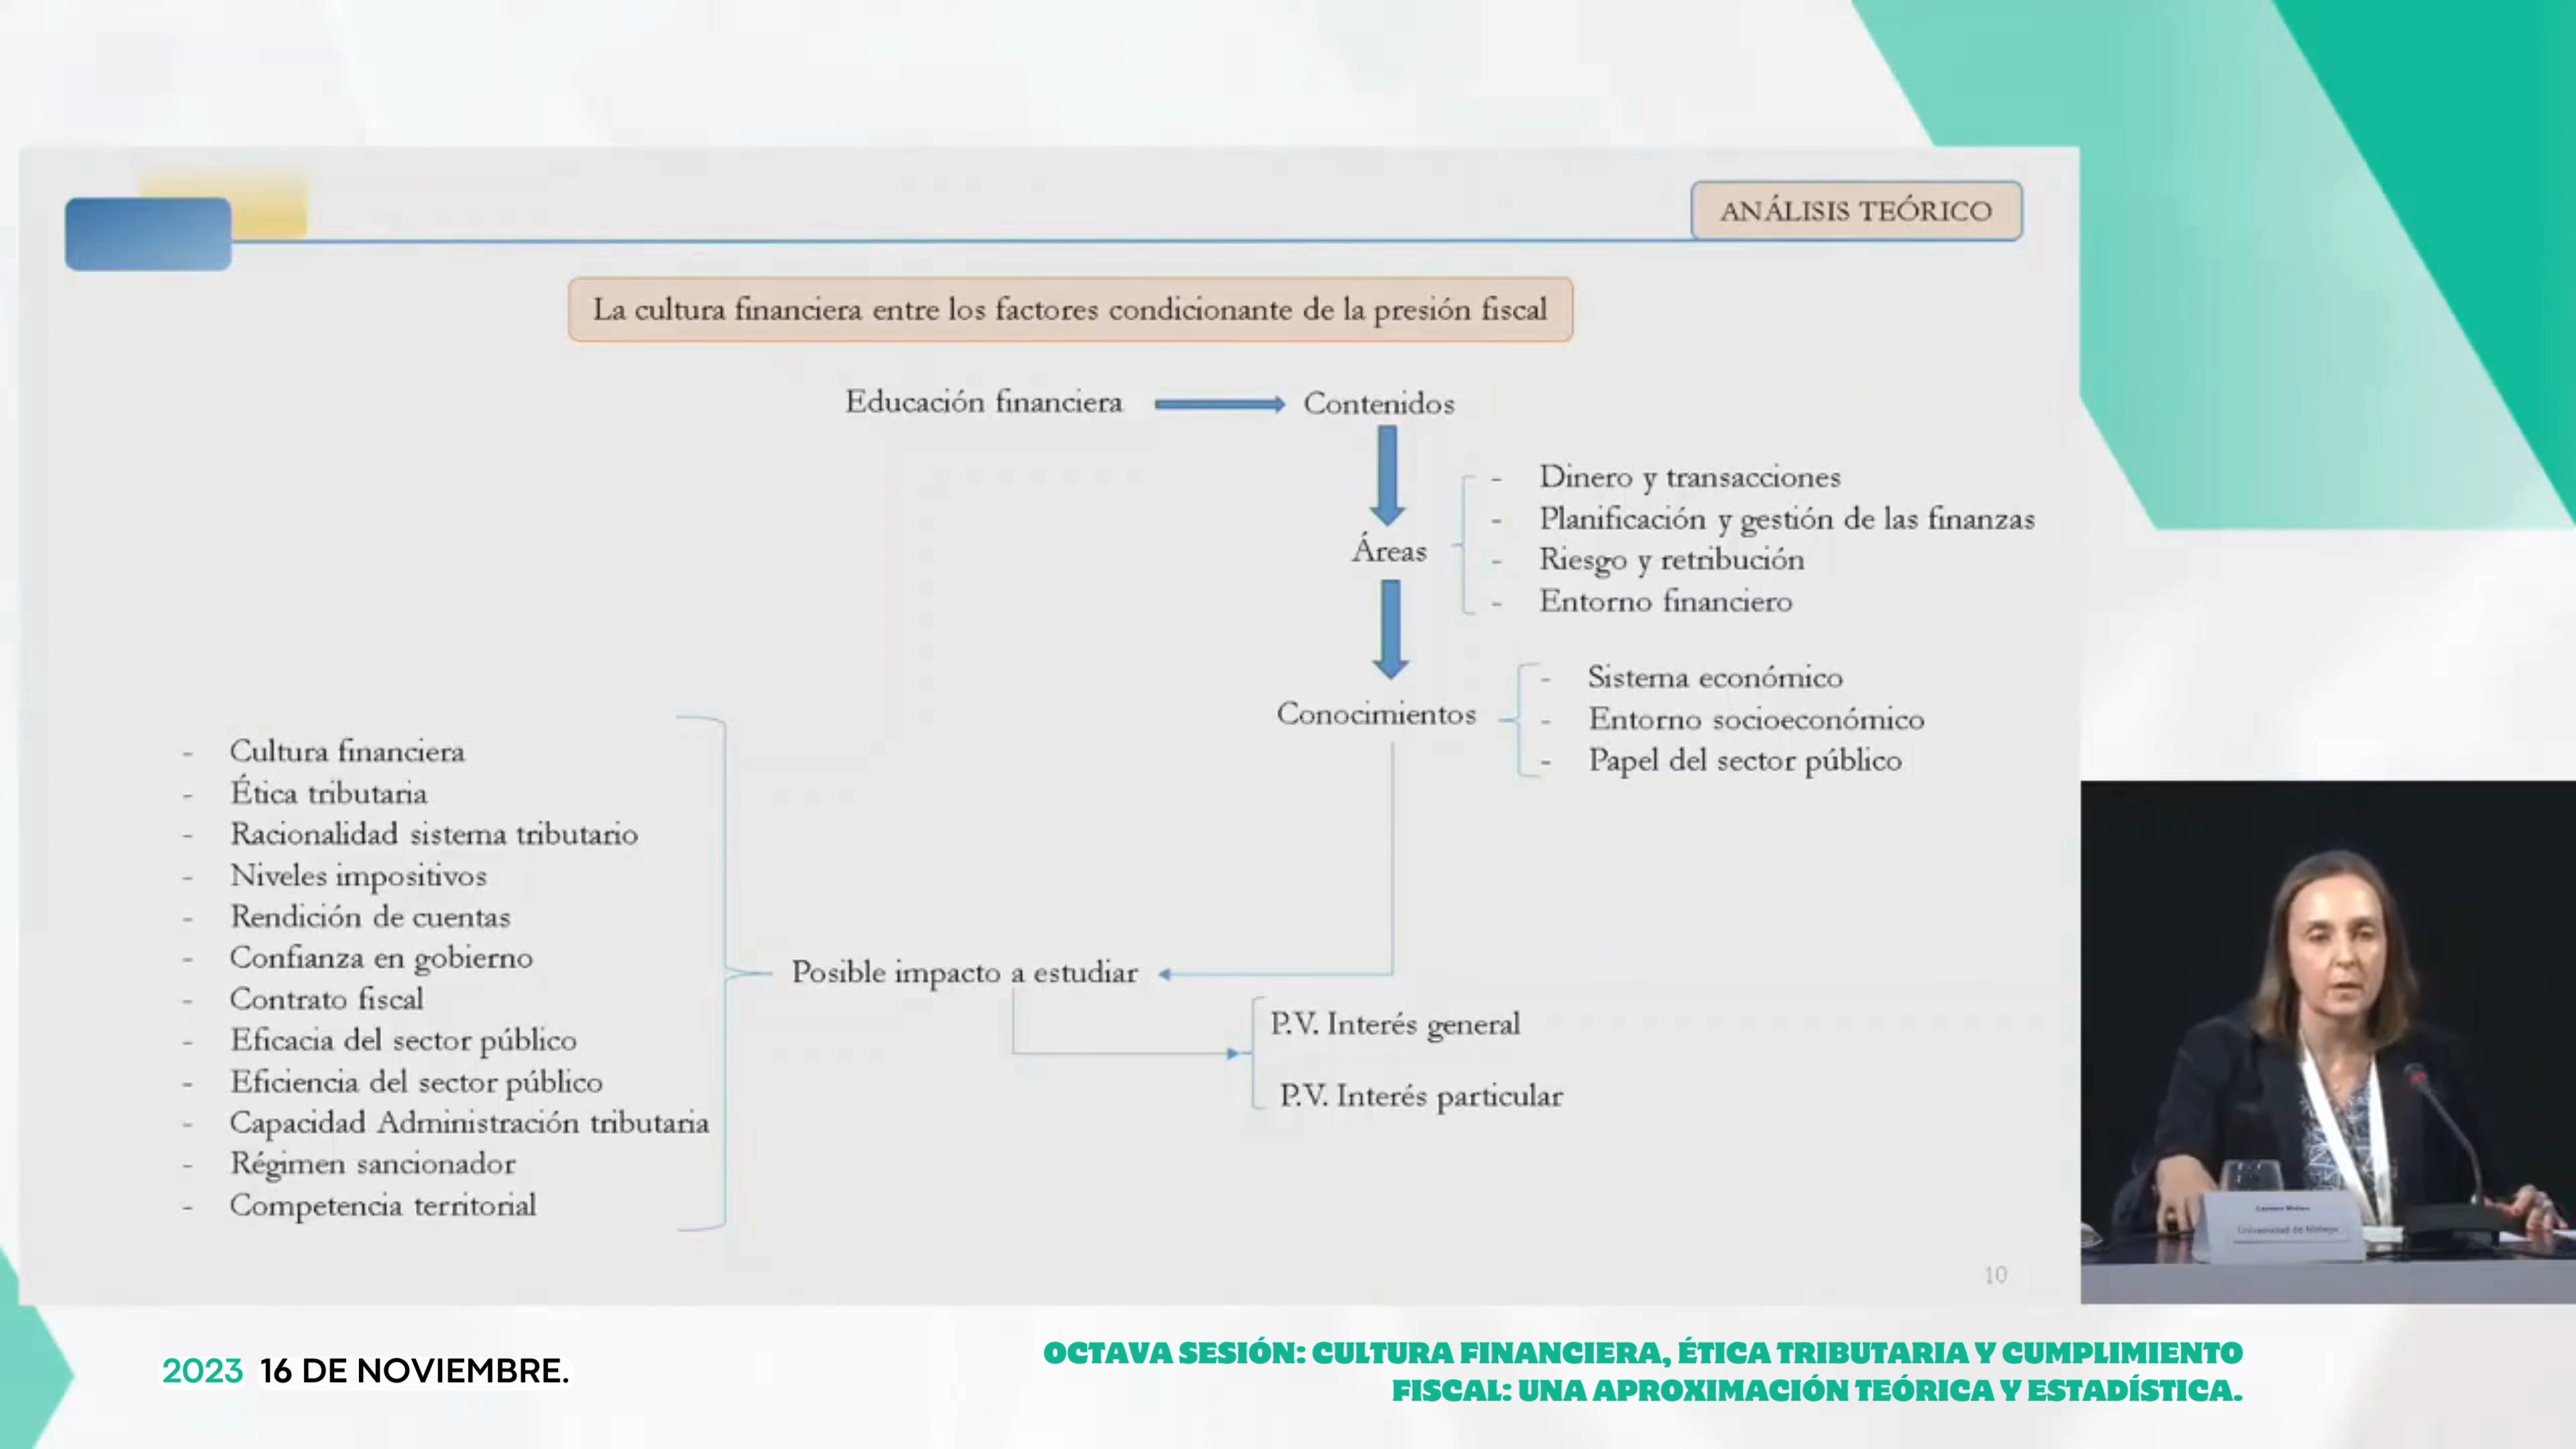 ANÁLISIS TEÓRICO
La cultura financiera entre los factores condicionante de la presión fiscal
Educación financiera
Contenidos
Áreas
- Dinero y transacciones
- Planificación y gestión de las finanzas
- Riesgo y retribución
- Entorno financiero
Conocimientos
- Sistema económico
- Entorno socioeconómico
- Papel del sector público
- Cultura financiera
- Ética tributaria
- Racionalidad sistema tributario
- Niveles impositivos
- Rendición de cuentas
- Confianza en gobierno
- Contrato fiscal
- Eficacia del sector público
- Eficiencia del sector público
- Capacidad Administración tributaria
- Régimen sancionador
- Competencia territorial
Posible impacto a estudiar
P.V. Interés general
P.V. Interés particular
10
Universidad de Málaga
2023 16 DE NOVIEMBRE.
OCTAVA SESIÓN: CULTURA FINANCIERA, ÉTICA TRIBUTARIA Y CUMPLIMIENTO
FISCAL: UNA APROXIMACIÓN TEÓRICA Y ESTADÍSTICA.